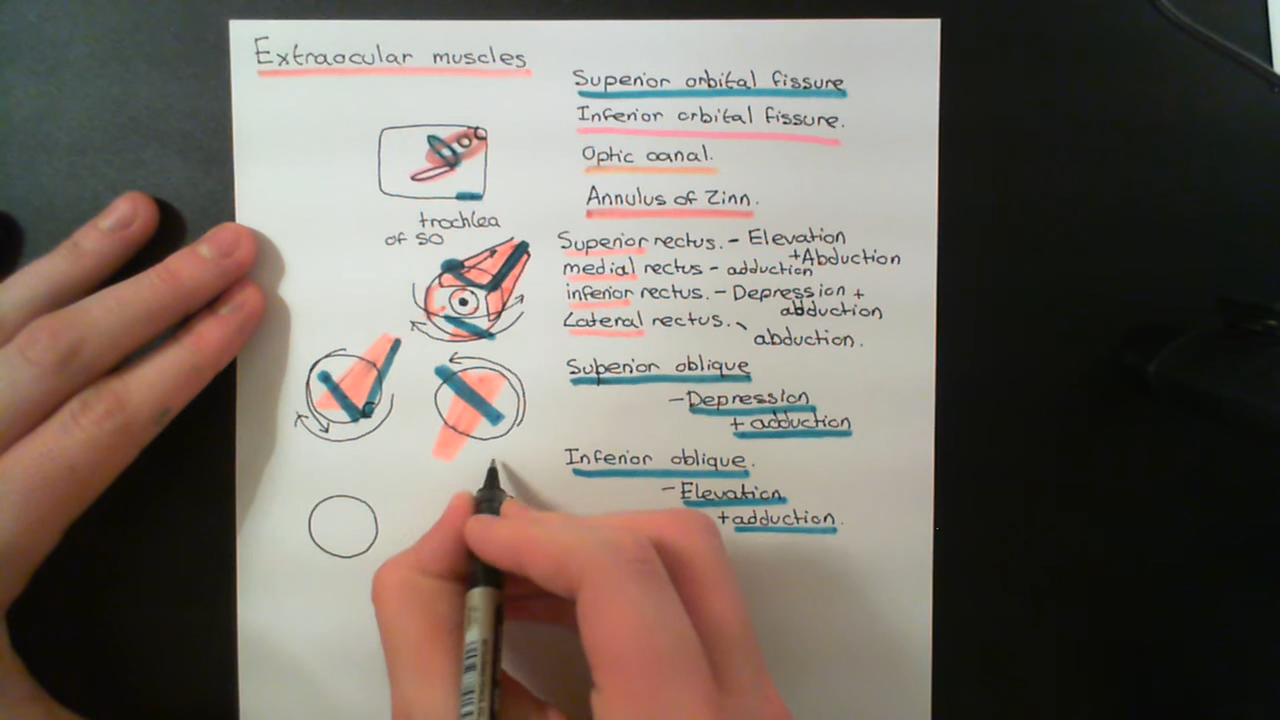 Extraocular muscles
Superior orbital fissure
Inferior orbital fissure.
Optic canal.
Annulus of Zinn.
trochlea
of SO
Superior rectus. - Elevation
+Abduction
medial rectus - adduction
inferior rectus. - Depression +
abduction
Lateral rectus.
abduction.
Superior oblique
- Depression
+ adduction
Inferior oblique.
- Elevation
+adduction.